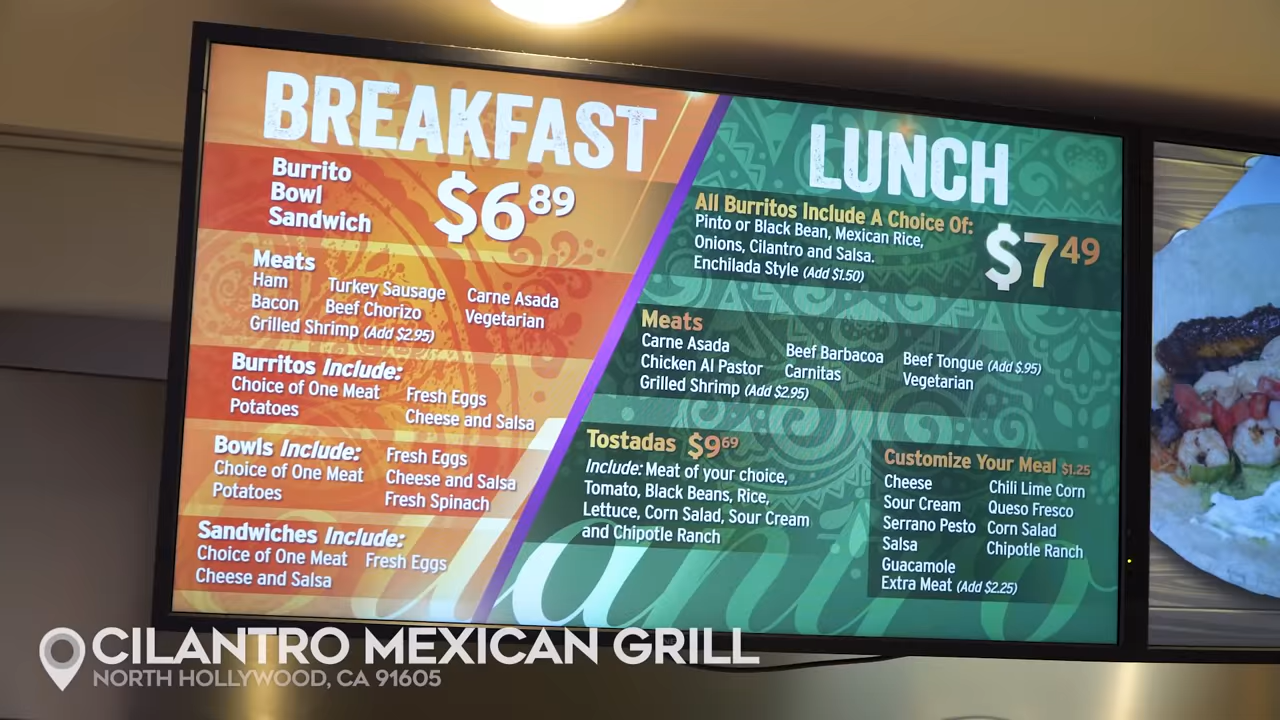 BREAKFAST
Burrito
Bowl
Sandwich
$6 89
Meats
Ham Turkey Sausage Carne Asada
Bacon Beef Chorizo Vegetarian
Grilled Shrimp (Add $2.95)
Burritos Include:
Choice of One Meat Fresh Eggs
Potatoes Cheese and Salsa
Bowls Include: Fresh Eggs
Choice of One Meat Cheese and Salsa
Potatoes Fresh Spinach
Sandwiches Include:
Choice of One Meat Fresh Eggs
Cheese and Salsa
LUNCH
All Burritos Include A Choice Of:
Pinto or Black Bean, Mexican Rice,
Onions, Cilantro and Salsa.
Enchilada Style (Add $1.50)
$7 49
Meats
Carne Asada Beef Barbacoa Beef Tongue (Add $.95)
Chicken Al Pastor Carnitas Vegetarian
Grilled Shrimp (Add $2.95)
Tostadas $9 69
Include: Meat of your choice,
Tomato, Black Beans, Rice,
Lettuce, Corn Salad, Sour Cream
and Chipotle Ranch
Customize Your Meal $1.25
Cheese Chili Lime Corn
Sour Cream Queso Fresco
Serrano Pesto Corn Salad
Salsa Chipotle Ranch
Guacamole
Extra Meat (Add $2.25)
Cilantro
CILANTRO MEXICAN GRILL
NORTH HOLLYWOOD, CA 91605